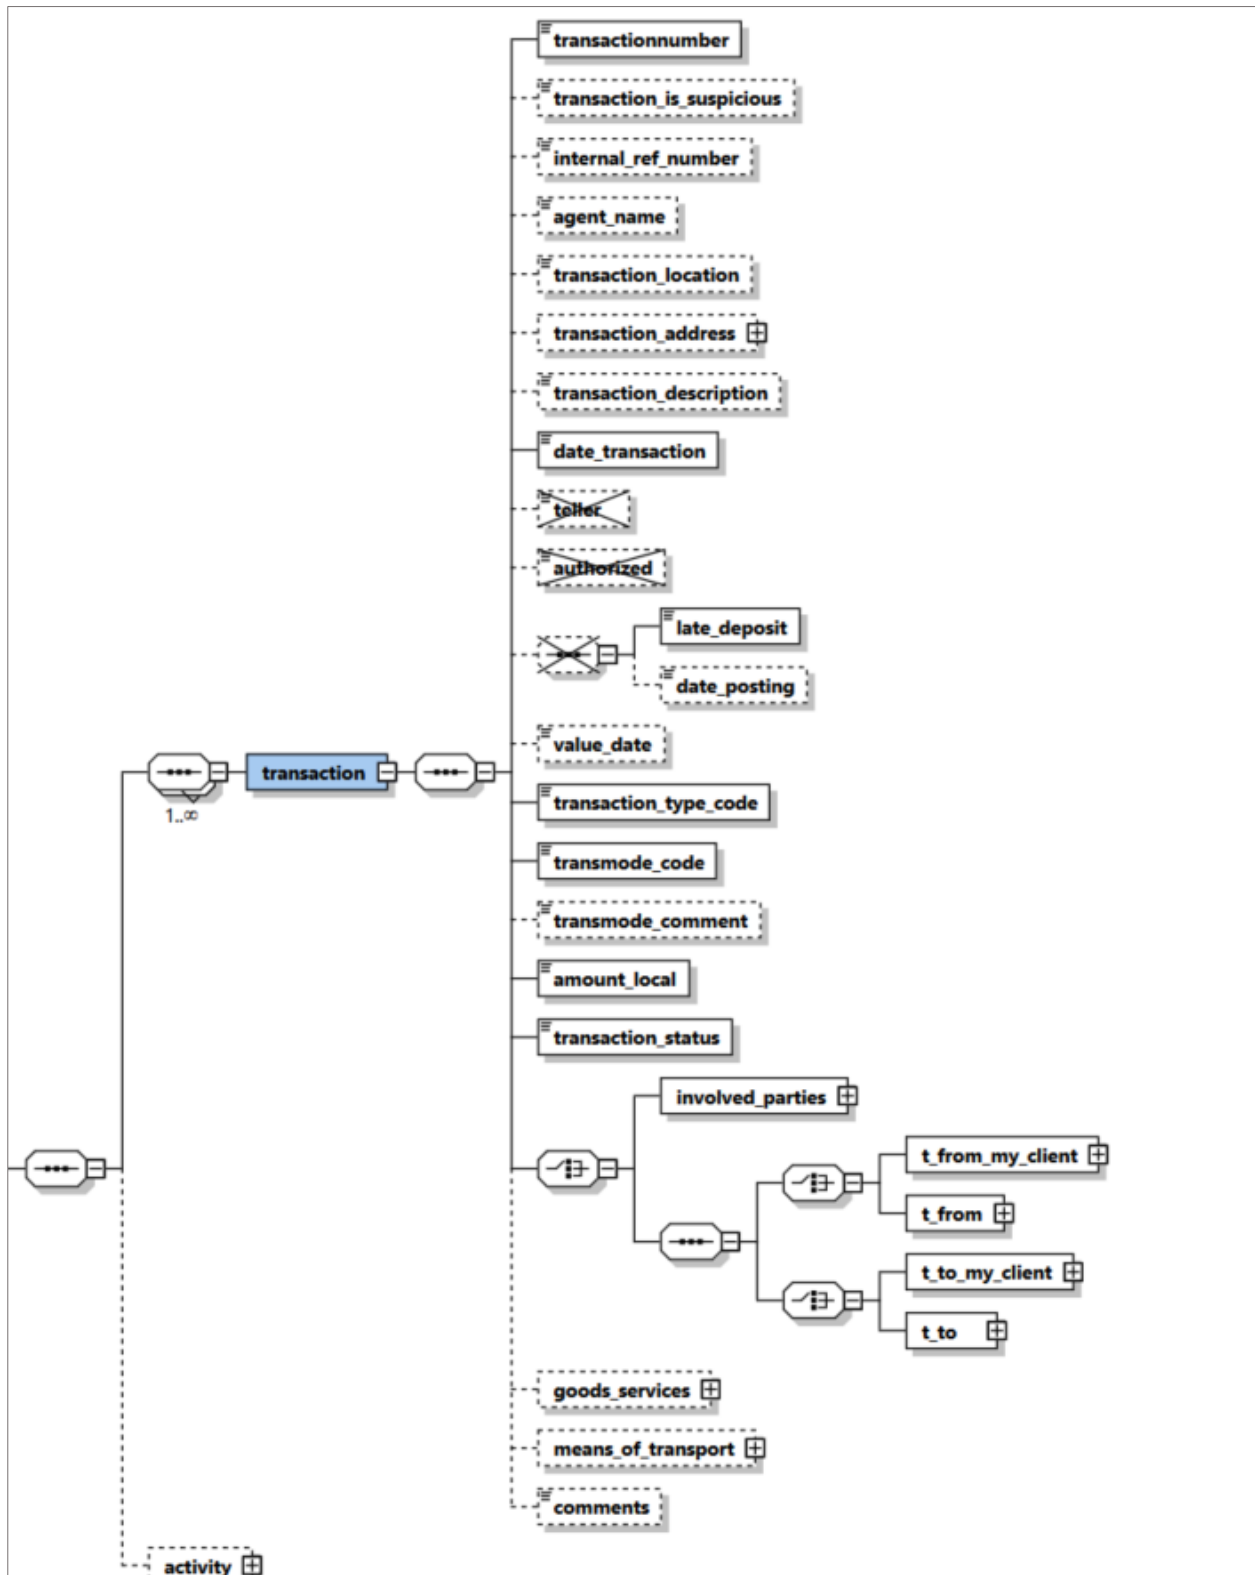 transactionnumber
transaction_is_suspicious
internal_ref_number
agent_name
transaction_location
transaction_address
transaction_description
date_transaction
teller
authorized
late_deposit
date_posting
value_date
transaction
1..∞
transaction_type_code
transmode_code
transmode_comment
amount_local
transaction_status
involved_parties
t_from_my_client
t_from
t_to_my_client
t_to
goods_services
means_of_transport
comments
activity